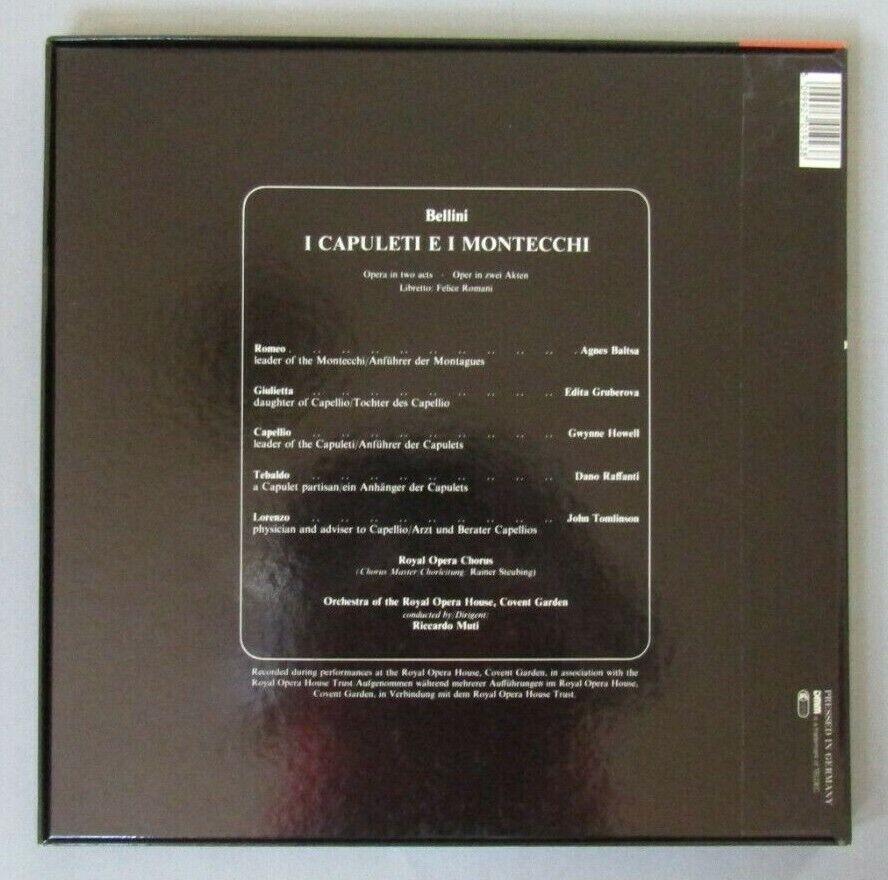 Bellini
I CAPULETI E I MONTECCHI
Opera in two acts · Oper in zwei Akten
Libretto: Felice Romani
Romeo . .. .. .. .. .. .. .. .. .. . Agnes Baltsa
leader of the Montecchi/Anführer der Montagues
Giulietta .. .. .. .. .. .. .. .. .. Edita Gruberova
daughter of Capellio/Tochter des Capellio
Capellio .. .. .. .. .. .. .. .. .. Gwynne Howell
leader of the Capuleti/Anführer der Capulets
Tebaldo .. .. .. .. .. .. .. .. .. Dano Raffanti
a Capulet partisan/ein Anhänger der Capulets
Lorenzo .. .. .. .. .. .. .. .. .. John Tomlinson
physician and adviser to Capellio/Arzt und Berater Capellios
Royal Opera Chorus
(Chorus Master/Chorleitung: Rainer Steubing)
Orchestra of the Royal Opera House, Covent Garden
conducted by/Dirigent:
Riccardo Muti
Recorded during performances at the Royal Opera House, Covent Garden, in association with the
Royal Opera House Trust Aufgenommen während mehrerer Aufführungen im Royal Opera House,
Covent Garden, in Verbindung mit dem Royal Opera House Trust
PRESSED IN GERMANY
is a trademark of